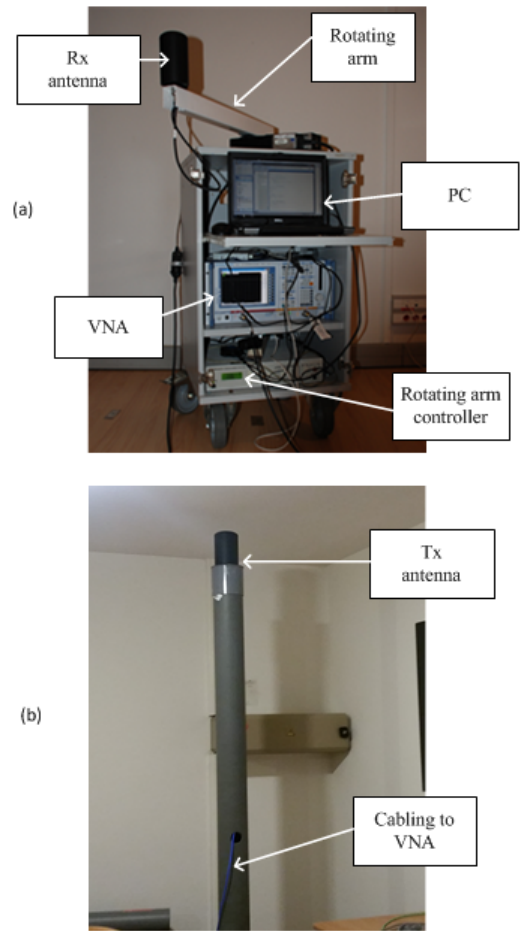 Rx
antenna
Rotating
arm
(a)
PC
VNA
Rotating arm
controller
Tx
antenna
(b)
Cabling to
VNA